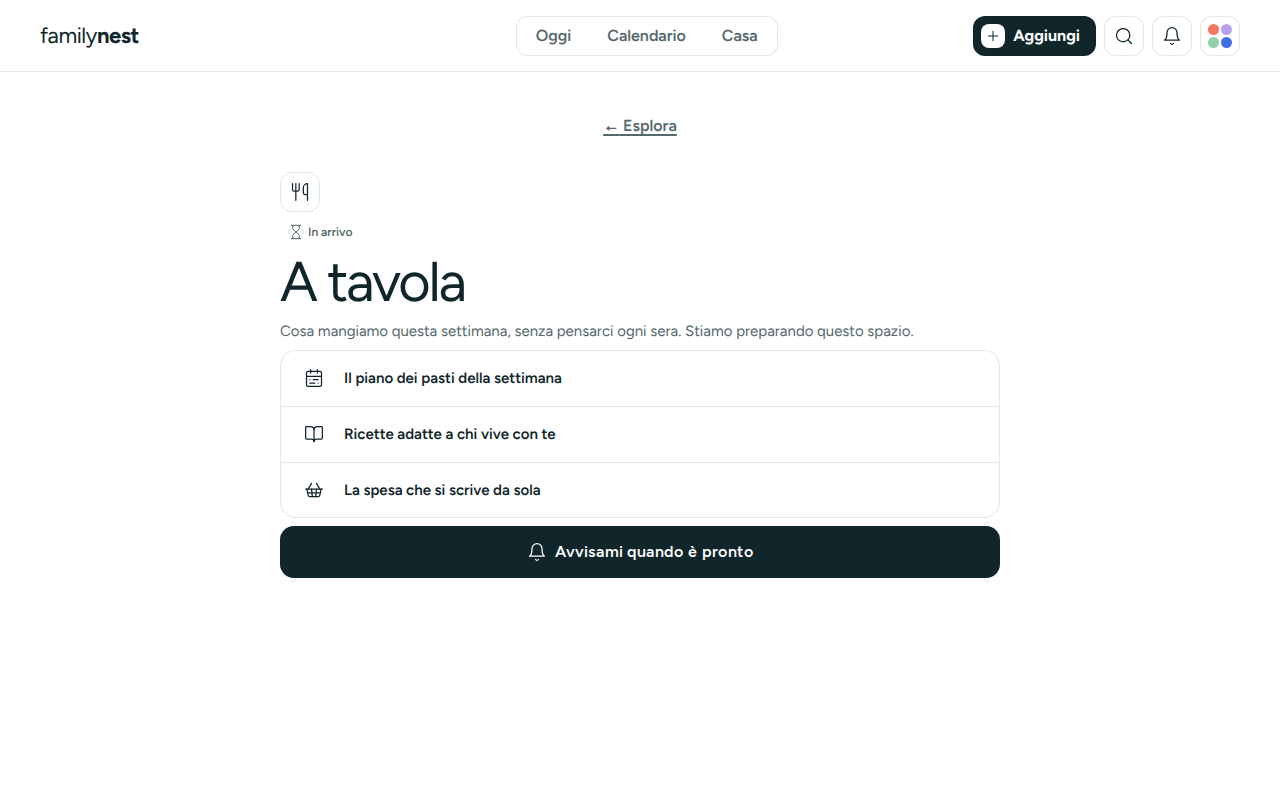 familynest
Oggi Calendario Casa
Aggiungi
← Esplora
In arrivo
A tavola
Cosa mangiamo questa settimana, senza pensarci ogni sera. Stiamo preparando questo spazio.
Il piano dei pasti della settimana
Ricette adatte a chi vive con te
La spesa che si scrive da sola
Avvisami quando è pronto